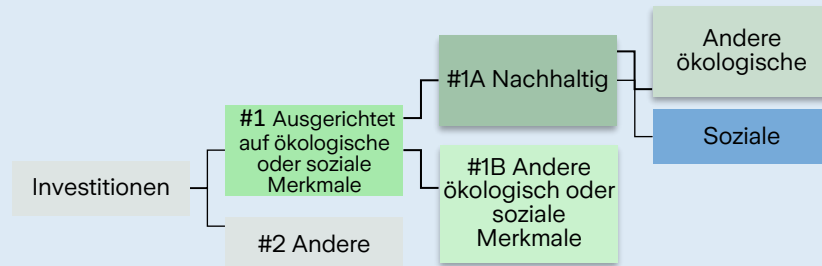 Investitionen
#1 Ausgerichtet
auf ökologische
oder soziale
Merkmale
#2 Andere
#1A Nachhaltig
#1B Andere
ökologisch oder
soziale
Merkmale
Andere
ökologische
Soziale